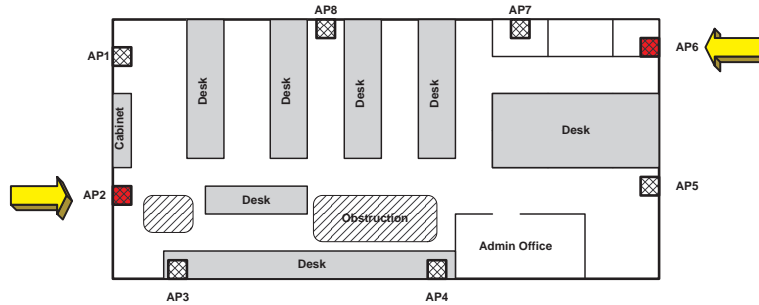 AP8
AP7
AP1
AP6
Desk
Desk
Desk
Desk
Cabinet
Desk
AP2
AP5
Desk
Obstruction
Admin Office
Desk
AP3
AP4